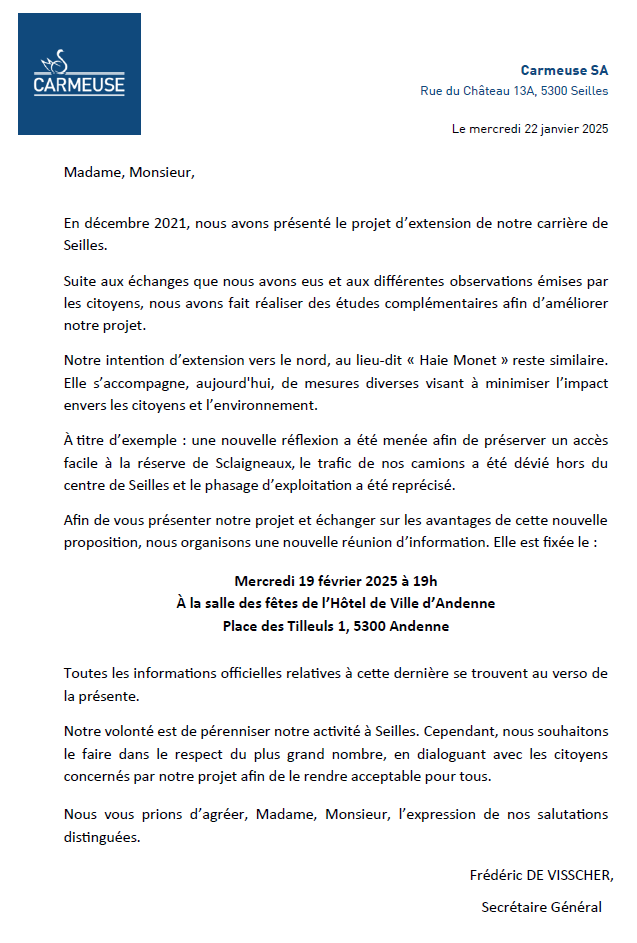 CARMEUSE
Carmeuse SA
Rue du Château 13A, 5300 Seilles
Le mercredi 22 janvier 2025
Madame, Monsieur,
En décembre 2021, nous avons présenté le projet d’extension de notre carrière de
Seilles.
Suite aux échanges que nous avons eus et aux différentes observations émises par
les citoyens, nous avons fait réaliser des études complémentaires afin d’améliorer
notre projet.
Notre intention d’extension vers le nord, au lieu-dit « Haie Monet » reste similaire.
Elle s’accompagne, aujourd'hui, de mesures diverses visant à minimiser l’impact
envers les citoyens et l’environnement.
À titre d’exemple : une nouvelle réflexion a été menée afin de préserver un accès
facile à la réserve de Sclaigneaux, le trafic de nos camions a été dévié hors du
centre de Seilles et le phasage d’exploitation a été reprécisé.
Afin de vous présenter notre projet et échanger sur les avantages de cette nouvelle
proposition, nous organisons une nouvelle réunion d’information. Elle est fixée le :
Mercredi 19 février 2025 à 19h
À la salle des fêtes de l’Hôtel de Ville d’Andenne
Place des Tilleuls 1, 5300 Andenne
Toutes les informations officielles relatives à cette dernière se trouvent au verso de
la présente.
Notre volonté est de pérenniser notre activité à Seilles. Cependant, nous souhaitons
le faire dans le respect du plus grand nombre, en dialoguant avec les citoyens
concernés par notre projet afin de le rendre acceptable pour tous.
Nous vous prions d’agréer, Madame, Monsieur, l’expression de nos salutations
distinguées.
Frédéric DE VISSCHER,
Secrétaire Général